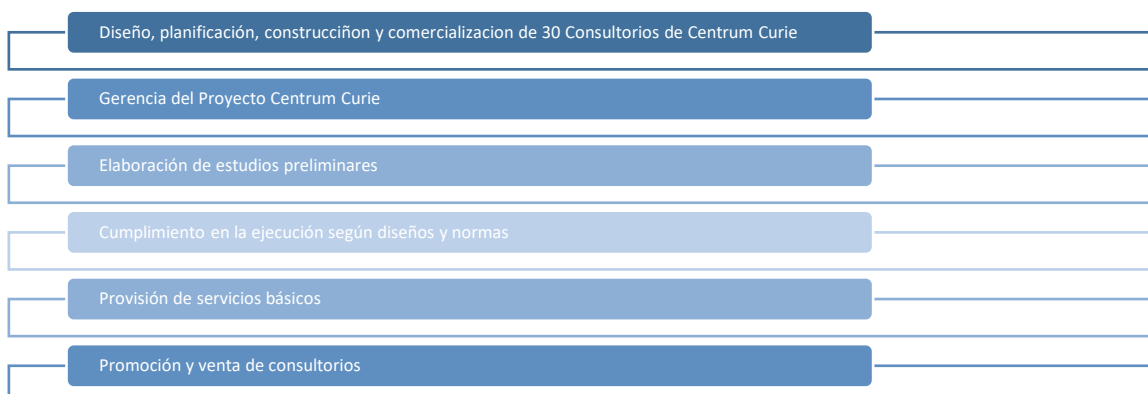 Diseño, planificación, construcciñon y comercializacion de 30 Consultorios de Centrum Curie
Gerencia del Proyecto Centrum Curie
Elaboración de estudios preliminares
Cumplimiento en la ejecución según diseños y normas
Provisión de servicios básicos
Promoción y venta de consultorios